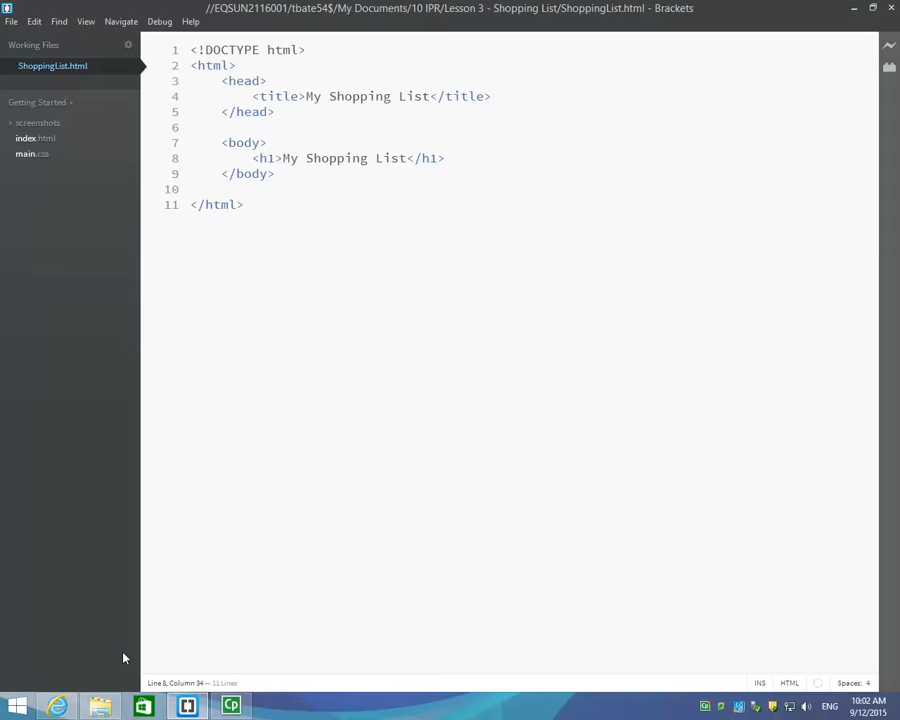 //EQSUN2116001/tbate54$/My Documents/10 IPR/Lesson 3 - Shopping List/ShoppingList.html - Brackets
File Edit Find View Navigate Debug Help
Working Files
ShoppingList.html
Getting Started
screenshots
index.html
main.css
1 <!DOCTYPE html>
2 <html>
3 <head>
4 <title>My Shopping List</title>
5 </head>
6
7 <body>
8 <h1>My Shopping List</h1>
9 </body>
10
11 </html>
Line 8, Column 34 — 11 Lines
INS HTML Spaces: 4
Cp
ENG
10:02 AM
9/12/2015